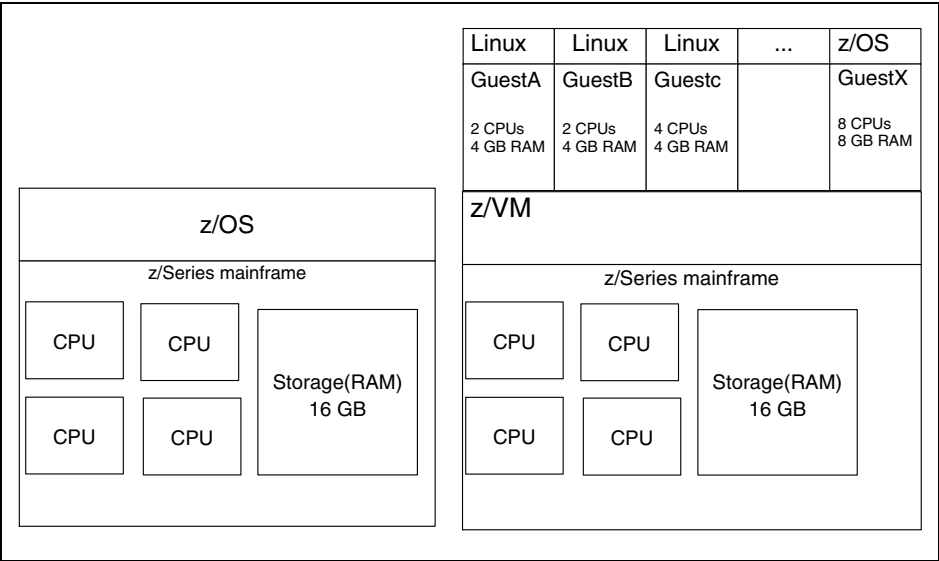 z/OS
z/Series mainframe
CPU
CPU
CPU
CPU
Storage(RAM)
16 GB
Linux
Linux
Linux
...
z/OS
GuestA
GuestB
Guestc
GuestX
2 CPUs
4 GB RAM
2 CPUs
4 GB RAM
4 CPUs
4 GB RAM
8 CPUs
8 GB RAM
z/VM
z/Series mainframe
CPU
CPU
CPU
CPU
Storage(RAM)
16 GB